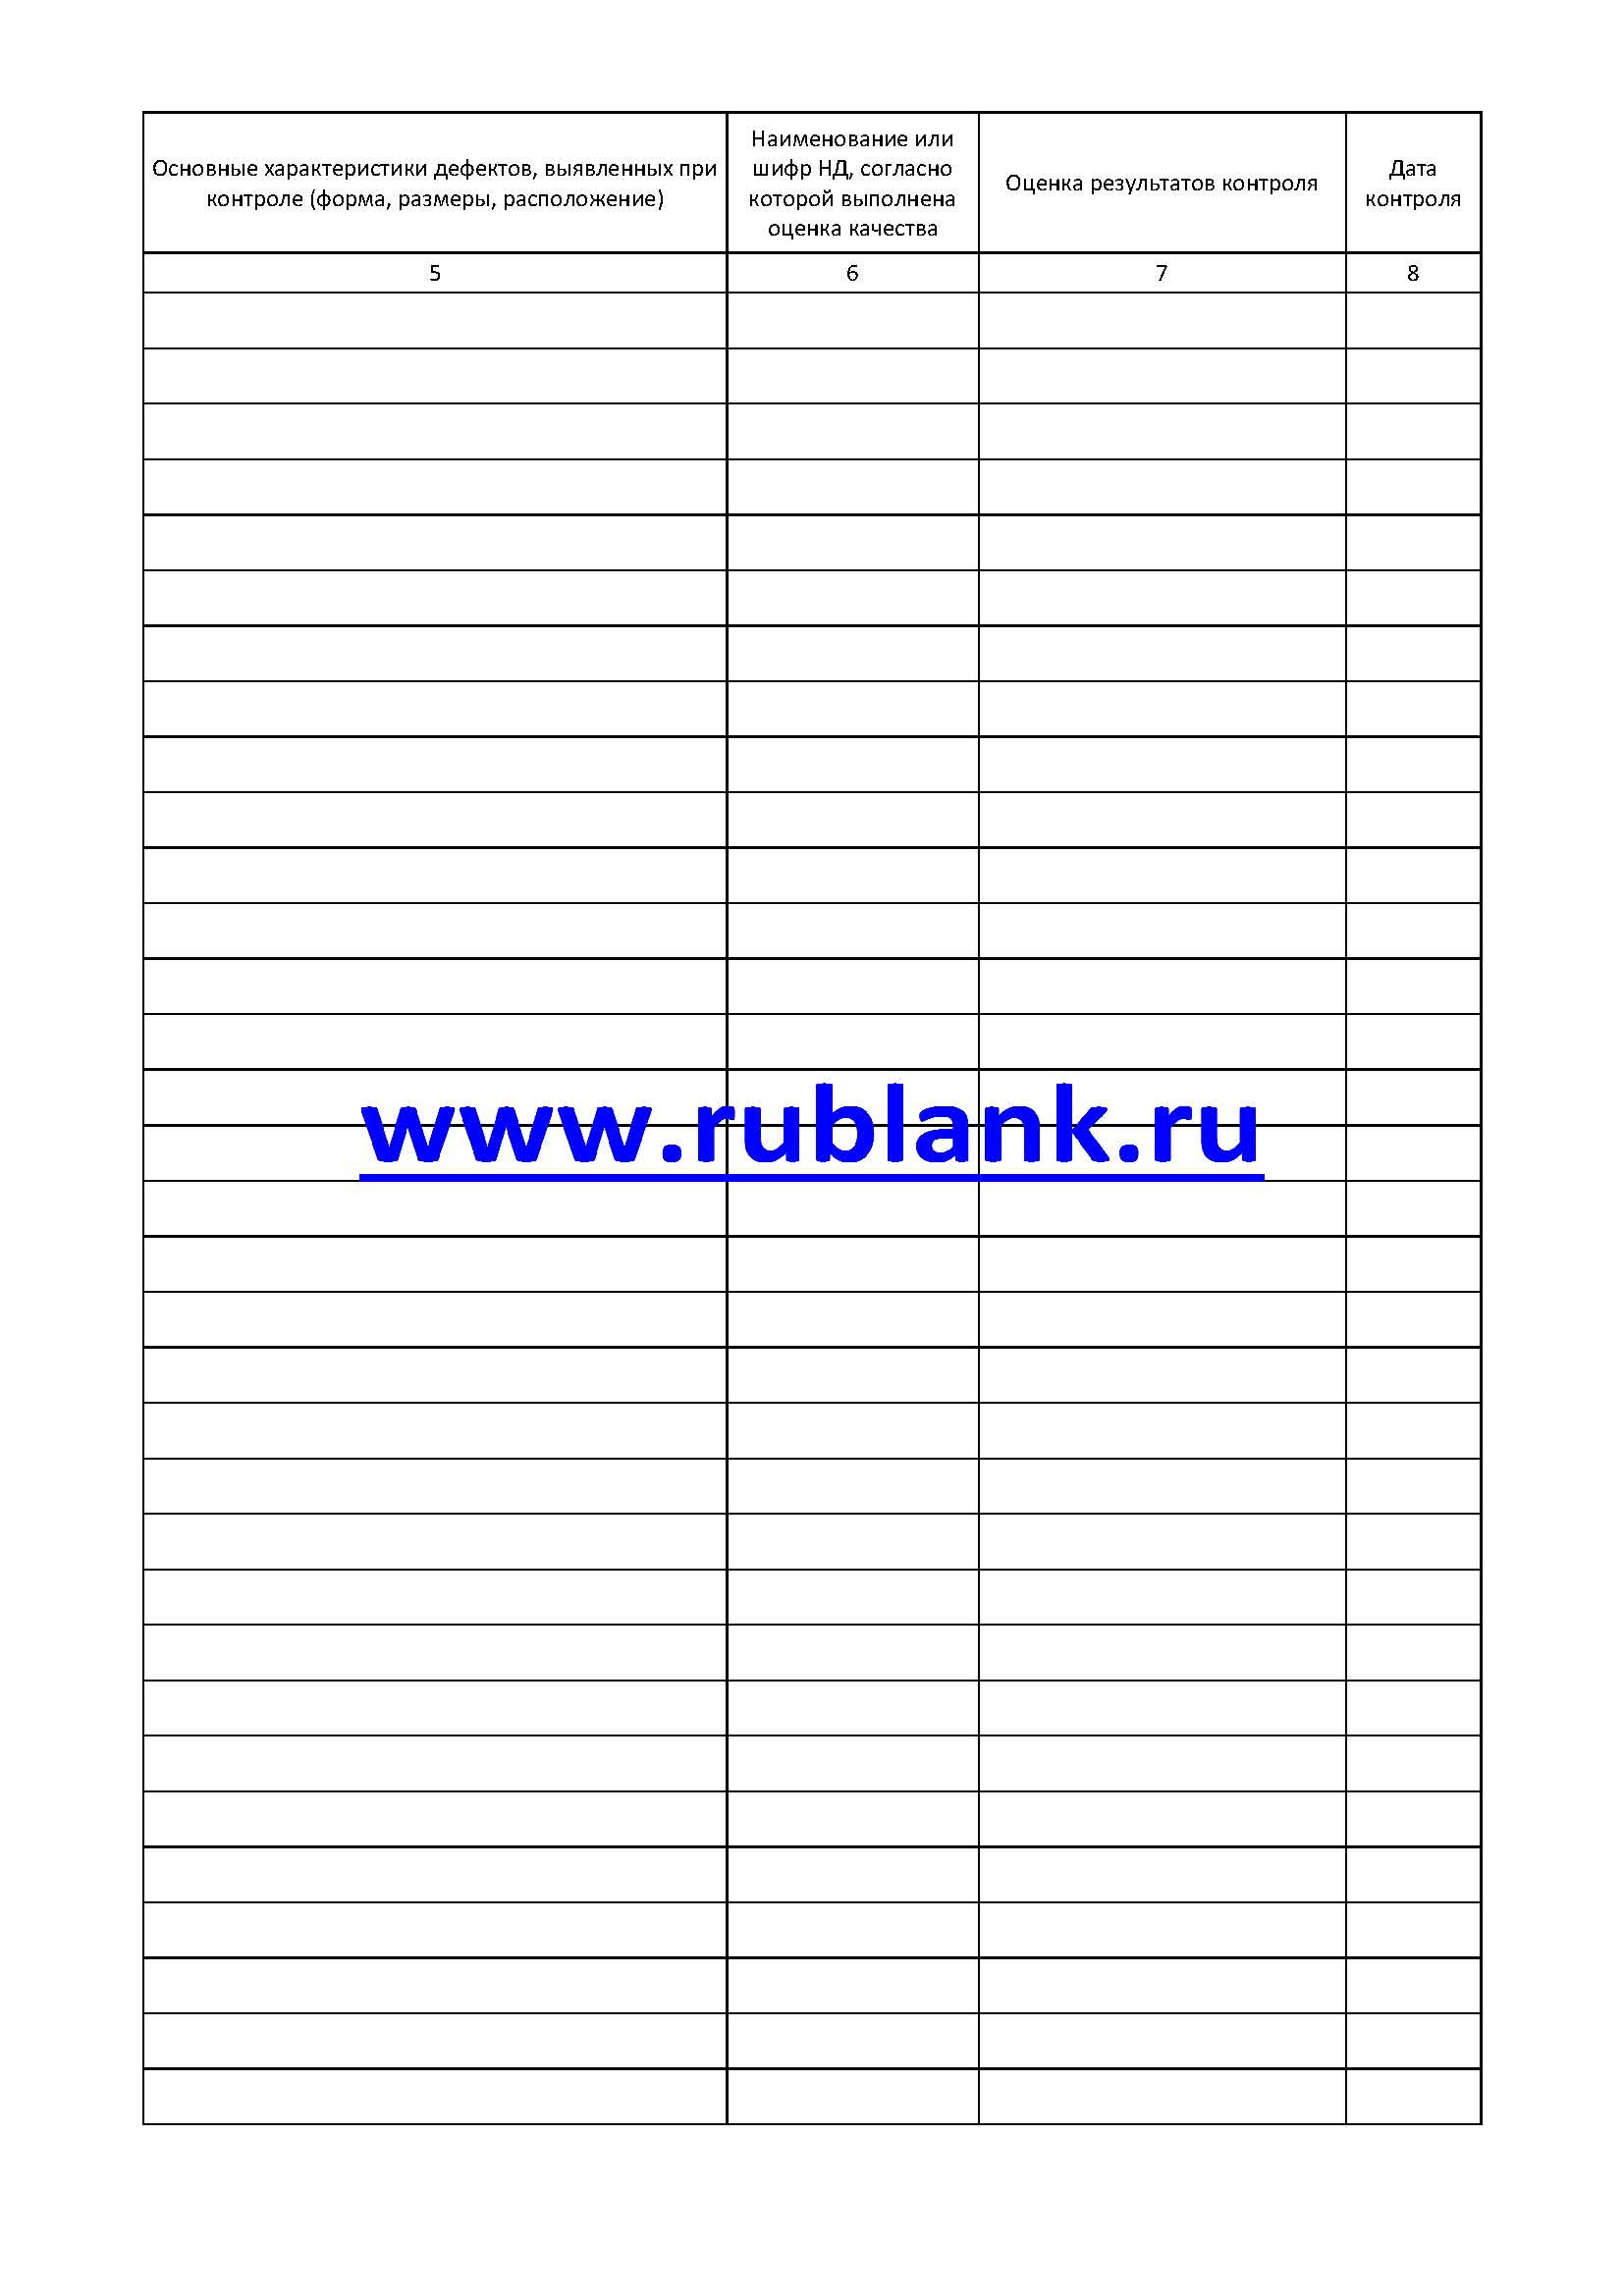 Основные характеристики дефектов, выявленных при
контроле (форма, размеры, расположение)
Наименование или
шифр НД, согласно
которой выполнена
оценка качества
Оценка результатов контроля
Дата
контроля
5
6
7
8
www.rublank.ru